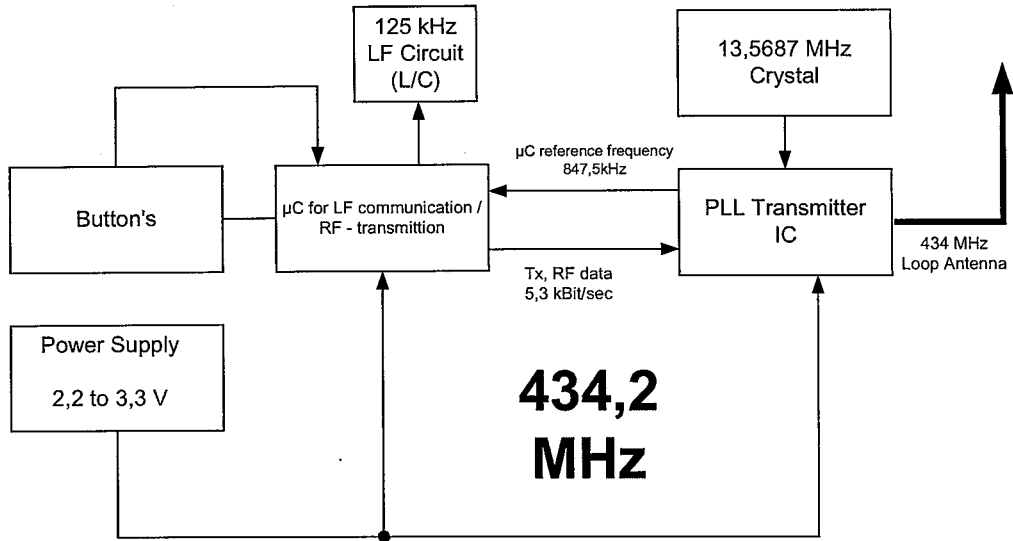 125 kHz
LF Circuit
(L/C)
13,5687 MHz
Crystal
µC reference frequency
847,5kHz
Button's
µC for LF communication /
RF - transmittion
PLL Transmitter
IC
434 MHz
Loop Antenna
Tx, RF data
5,3 kBit/sec
Power Supply
2,2 to 3,3 V
434,2
MHz